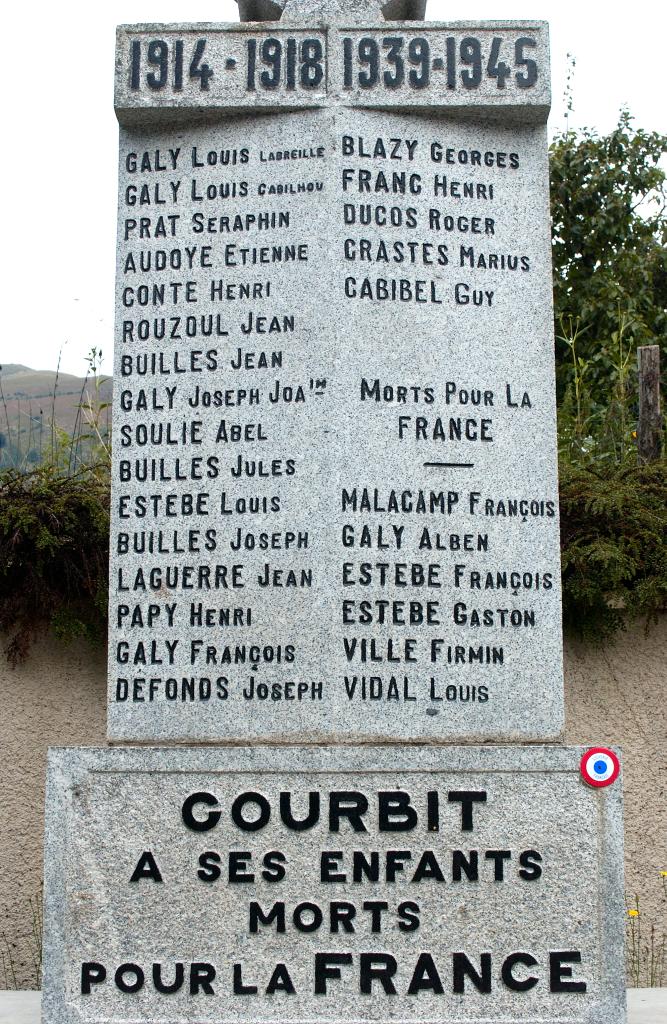 1914 - 1918
GALY Louis LABREILLE
GALY Louis CABILHOU
PRAT SERAPHIN
AUDOYE ETIENNE
CONTE HENRI
ROUZOUL JEAN
BUILLES JEAN
GALY JOSEPH JOAIM
SOULIE ABEL
BUILLES JULES
ESTEBE LOUIS
BUILLES JOSEPH
LAGUERRE JEAN
PAPY HENRI
GALY FRANÇOIS
DEFONDS JOSEPH
1939-1945
BLAZY GEORGES
FRANC HENRI
DUCOS ROGER
CRASTES MARIUS
CABIBEL GUY
MORTS POUR LA
FRANCE
MALACAMP FRANÇOIS
GALY ALBEN
ESTEBE FRANÇOIS
ESTEBE GASTON
VILLE FIRMIN
VIDAL LOUIS
GOURBIT
A SES ENFANTS
MORTS
POUR LA FRANCE